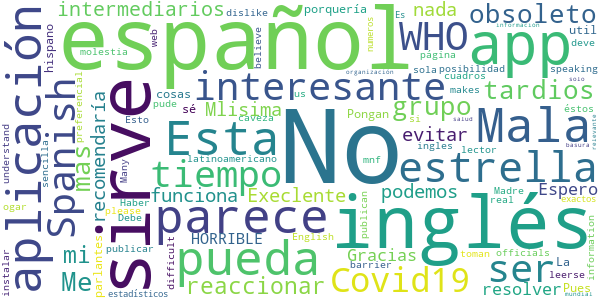 intermediarios
dislike
porquería
Es
nada
obsoleto
hispano
molestia
web
believe
números
WHO
útil
deve
español
app
página
información
aplicación
sirve
Spanish
interesante
organización
sola
posibilidad
cuadros
makes
speaking
tardios
understand
mas
preferencial
cosas
sé
Mlisima
us
grupo
solo
pude
caveza
Pongan
si
éstos
Many
Esto
recomendaría
Esta
No
evitar
Mala
sencilla
latinoamericano
mnf
salud
ingles
lector
basura
relevante
tiempo
estrella
ogar
parlantes
please
Haber
Debe
funciona
Execlente
podemos
Espero
publican
Madre
real
exactos
mi
Me
parece
inglés
instalar
publicar
HORRIBLE
English
Gracias
officials
La
leerse
information
difficult
pueda
barrier
toman
ser
estadísticos
reaccionar
Covid19
resolver
Pues
mundial